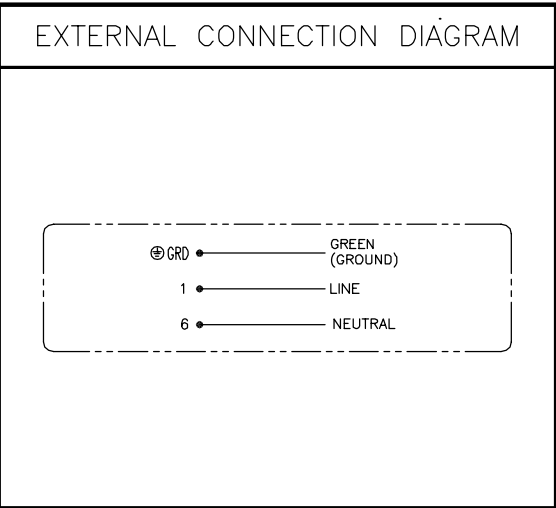 EXTERNAL CONNECTION DIAGRAM
GRD GREEN
(GROUND)
1 LINE
6 NEUTRAL